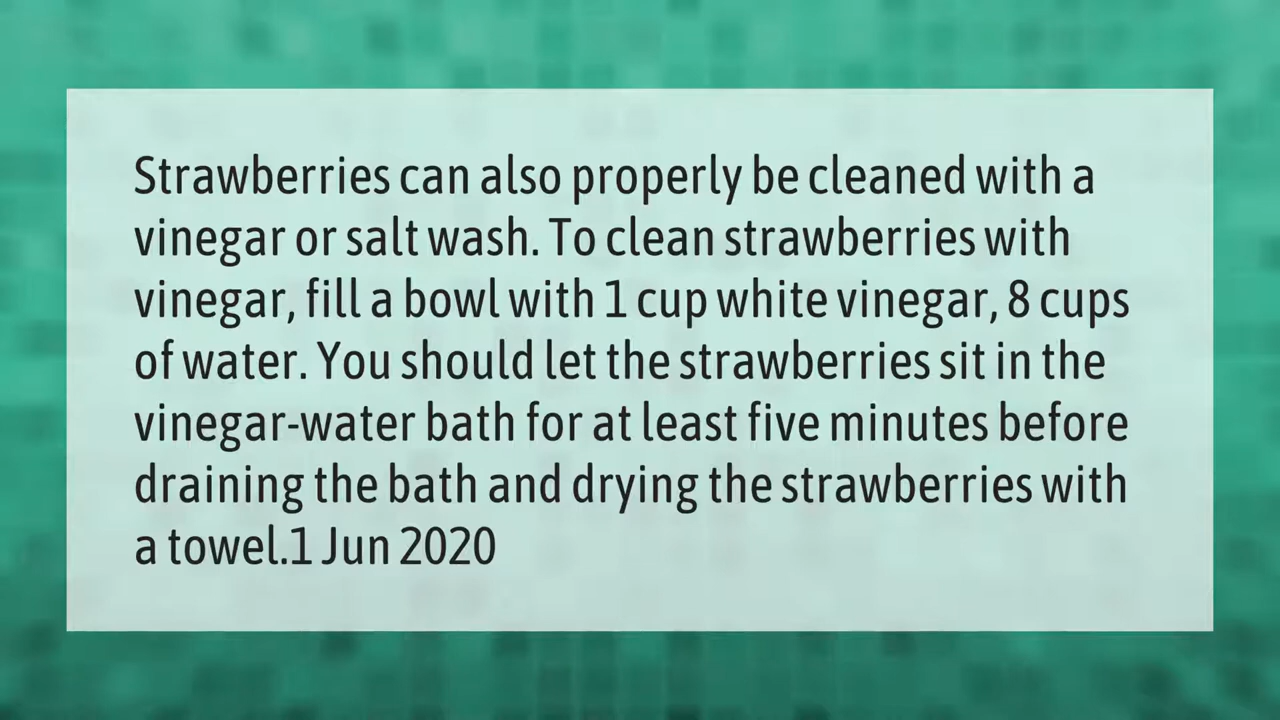 Strawberries can also properly be cleaned with a
vinegar or salt wash. To clean strawberries with
vinegar, fill a bowl with 1 cup white vinegar, 8 cups
of water. You should let the strawberries sit in the
vinegar-water bath for at least five minutes before
draining the bath and drying the strawberries with
a towel.1 Jun 2020